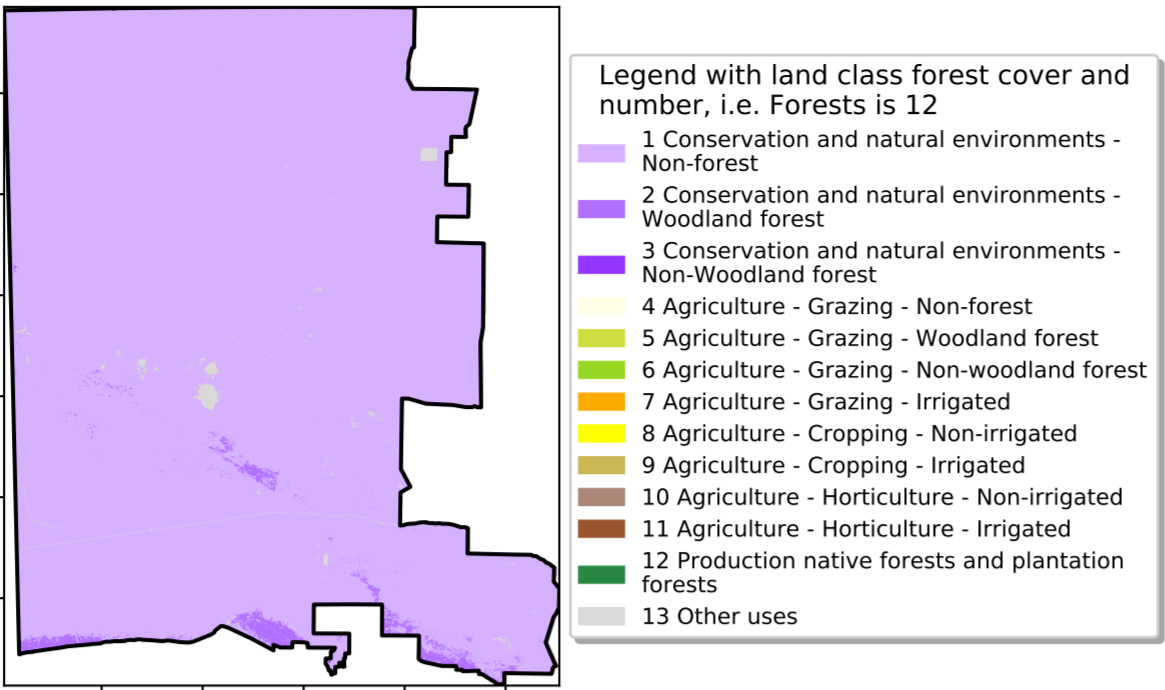 Legend with land class forest cover and
number, i.e. Forests is 12
1 Conservation and natural environments -
Non-forest
2 Conservation and natural environments -
Woodland forest
3 Conservation and natural environments -
Non-Woodland forest
4 Agriculture - Grazing - Non-forest
5 Agriculture - Grazing - Woodland forest
6 Agriculture - Grazing - Non-woodland forest
7 Agriculture - Grazing - Irrigated
8 Agriculture - Cropping - Non-irrigated
9 Agriculture - Cropping - Irrigated
10 Agriculture - Horticulture - Non-irrigated
11 Agriculture - Horticulture - Irrigated
12 Production native forests and plantation
forests
13 Other uses